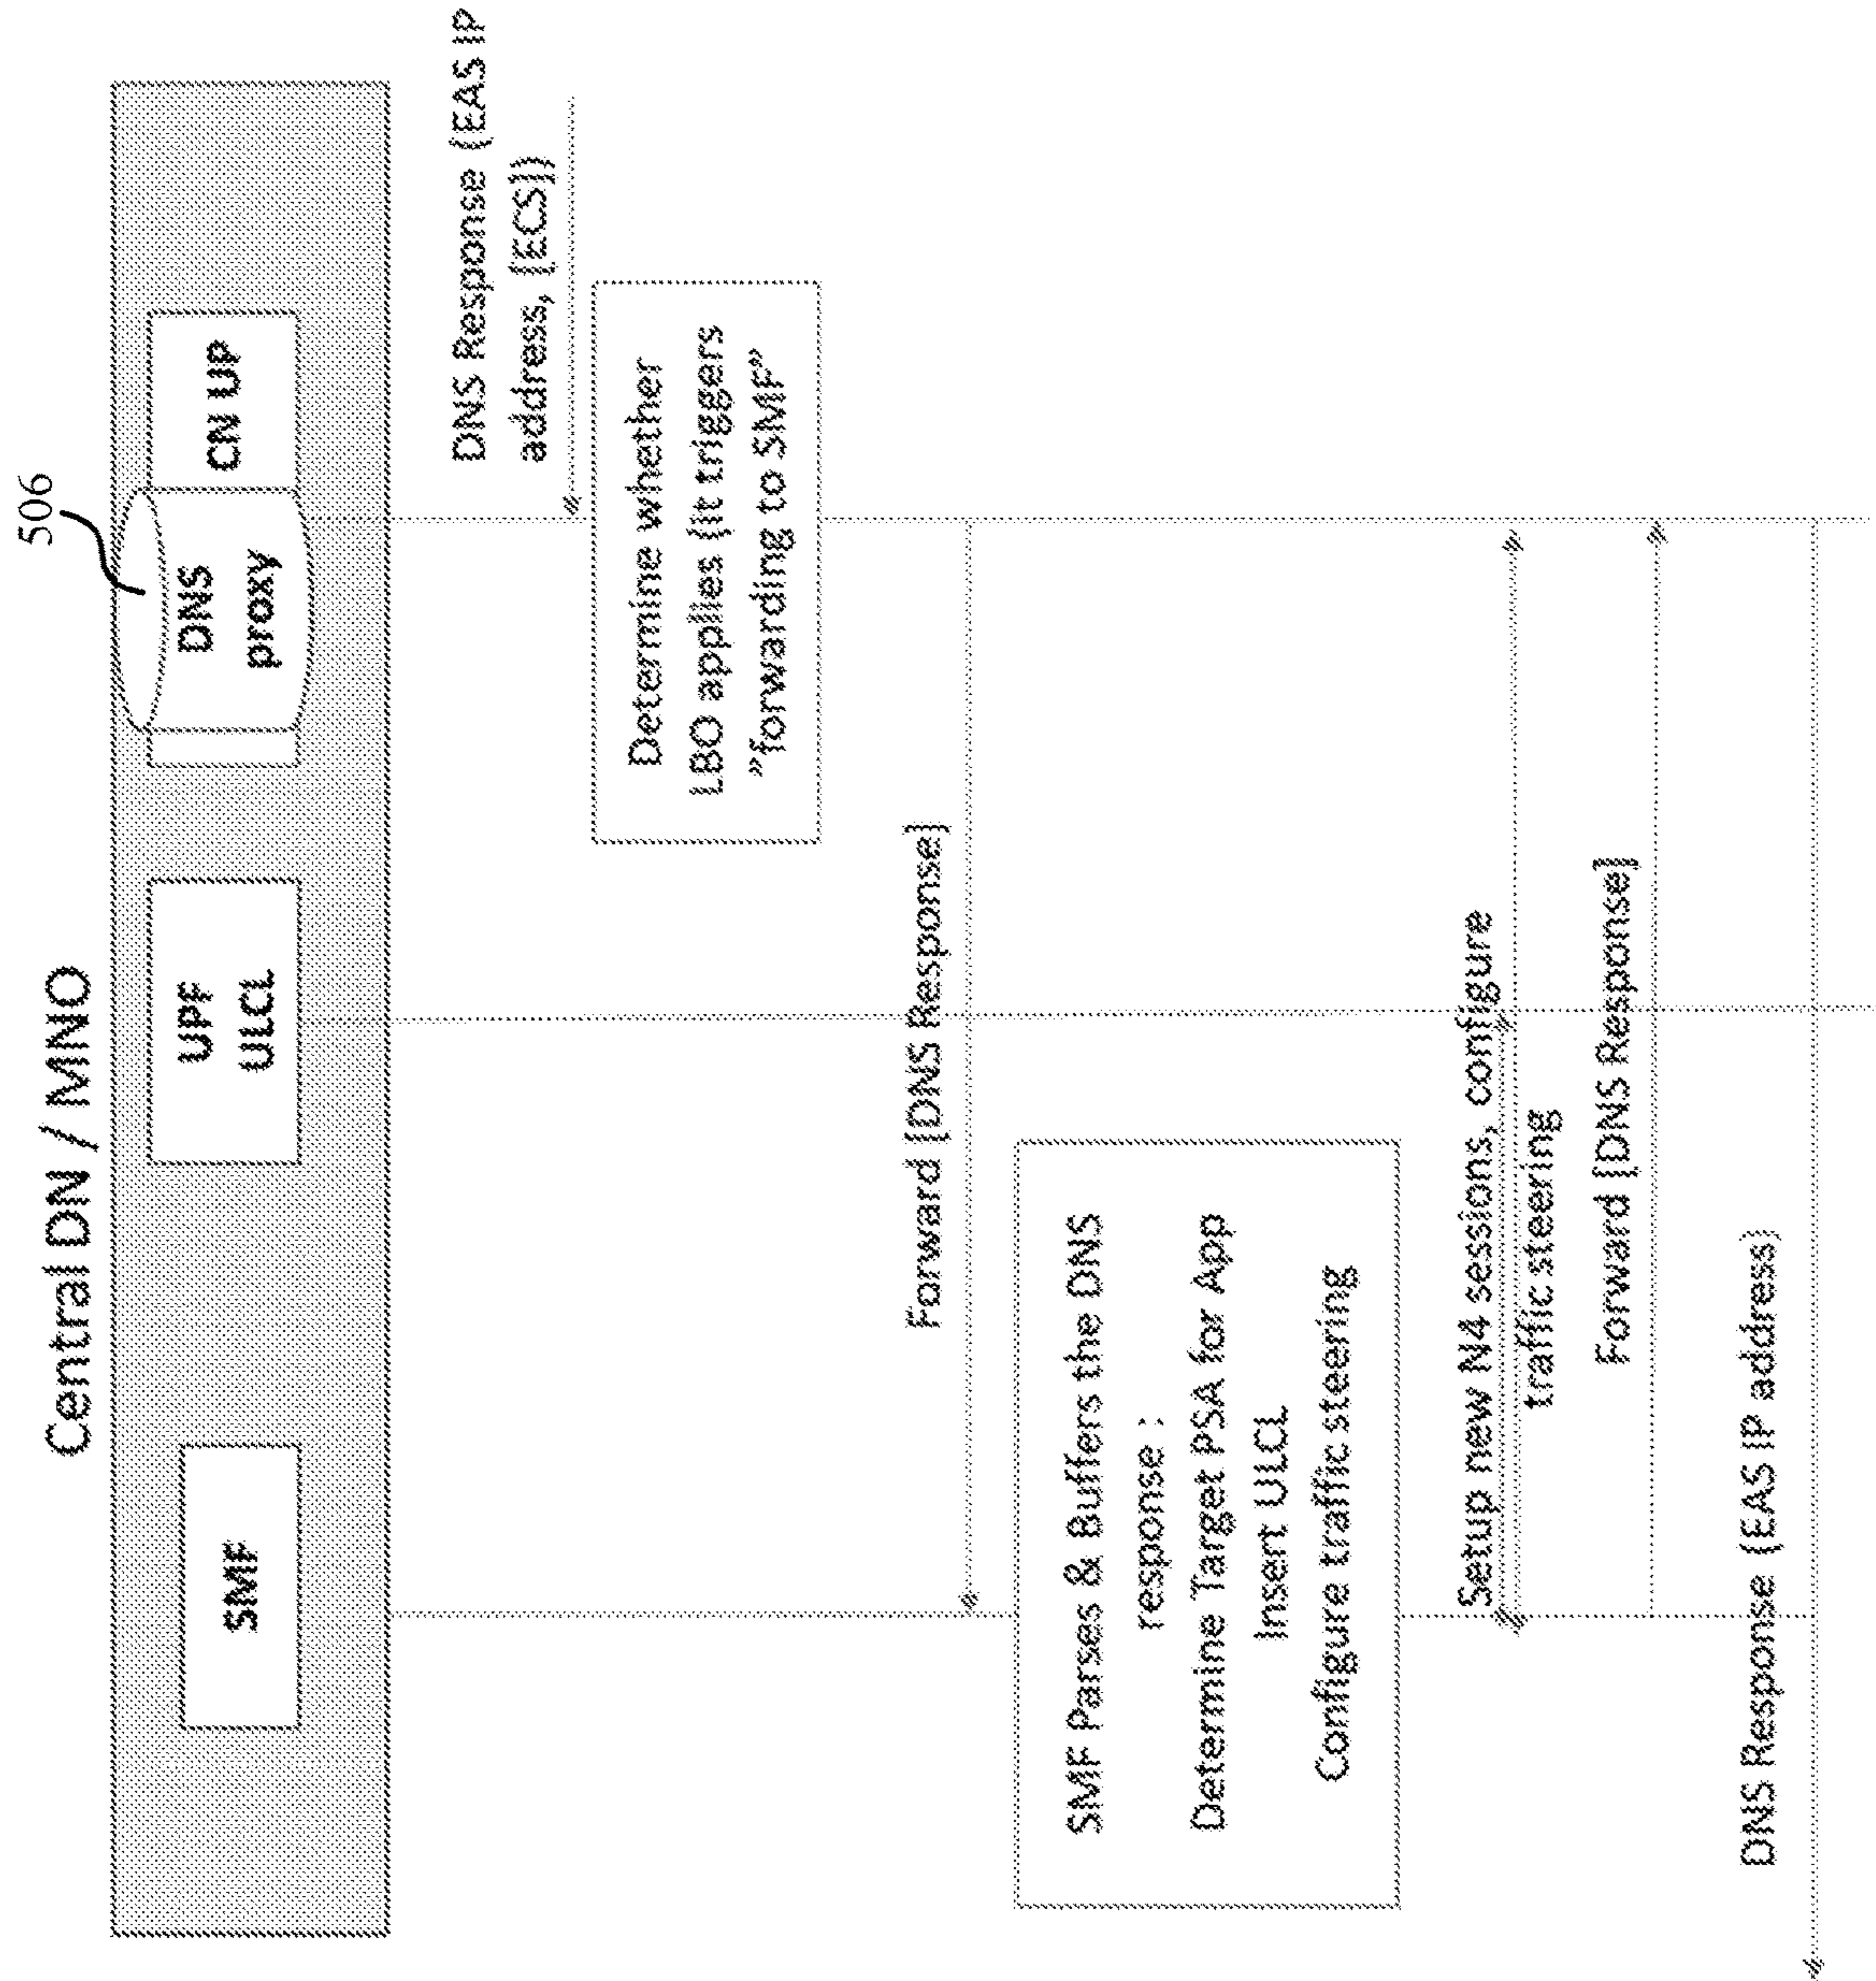 Central DN / MNO
506
SMF
UPF
ULCL
DNS
proxy
CN UP
DNS Response (EAS IP
address, [ECS])
Determine whether
LBO applies (it triggers
"forwarding to SMF"
Forward [DNS Response]
SMF Parses & Buffers the DNS
response :
Determine Target PSA for App
Insert ULCL
Configure traffic steering
Setup new N4 sessions, configure
traffic steering
Forward [DNS Response]
DNS Response (EAS IP address)